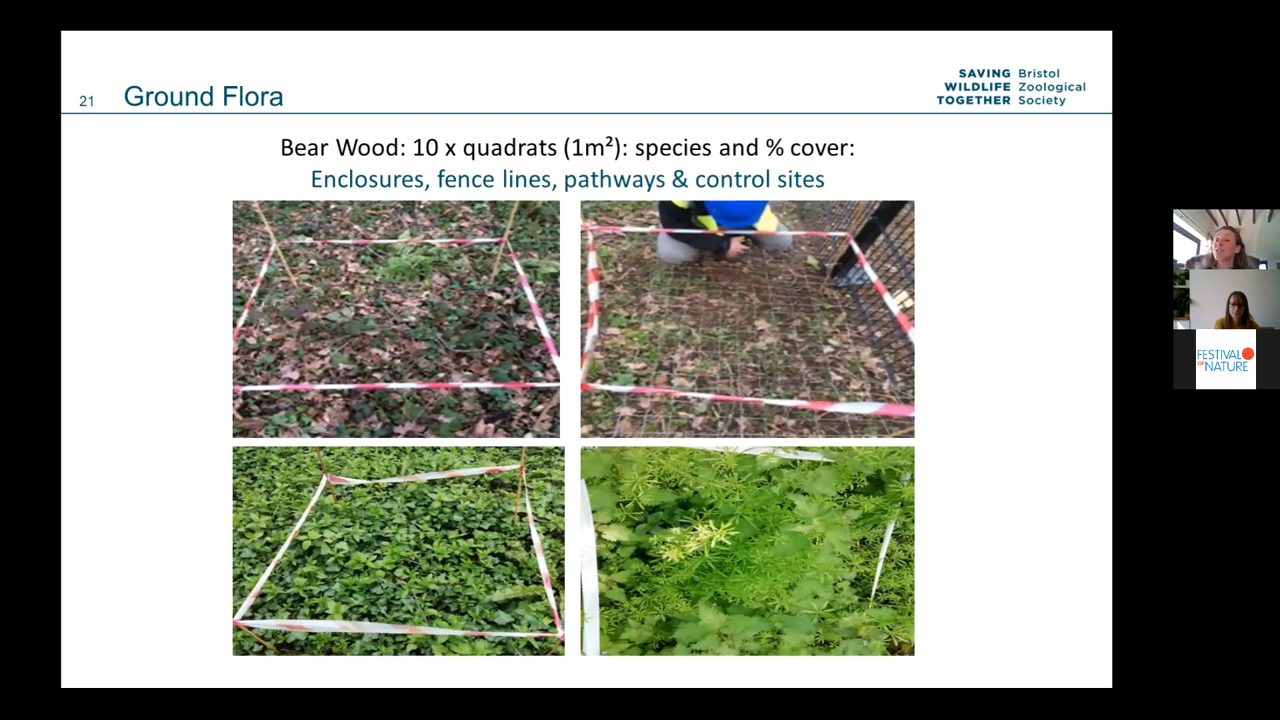 21 Ground Flora
SAVING Bristol
WILDLIFE Zoological
TOGETHER Society
Bear Wood: 10 x quadrats (1m²): species and % cover:
Enclosures, fence lines, pathways & control sites
FESTIVAL
OF NATURE